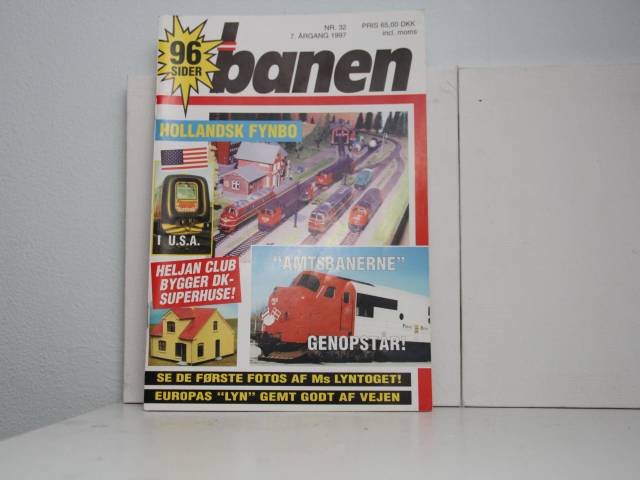 96
SIDER
NR. 32
7. ÅRGANG 1997
PRIS 65,00 DKK
incl. moms
banen
HOLLANDSK FYNBO
I U.S.A.
HELJAN CLUB
BYGGER DK-
SUPERHUSE!
"AMTSBANERNE"
GENOPSTÅR!
SE DE FØRSTE FOTOS AF Ms LYNTOGET!
EUROPAS "LYN" GEMT GODT AF VEJEN